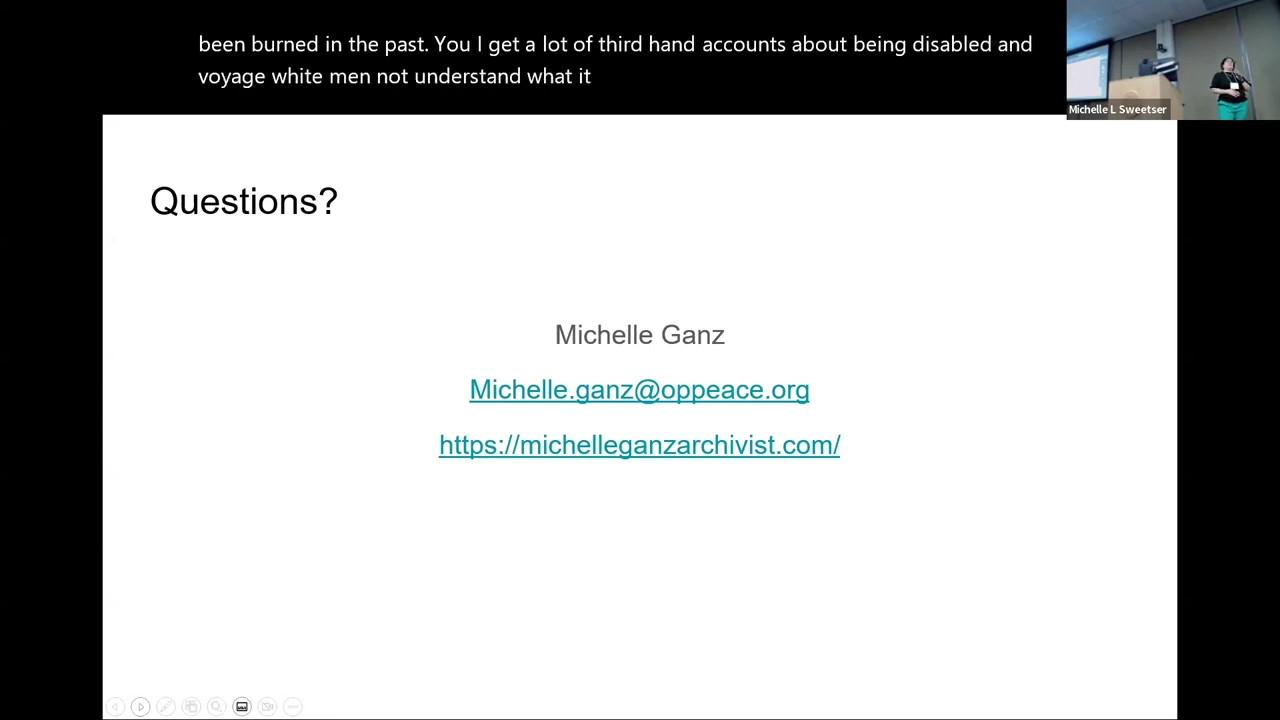 been burned in the past. You I get a lot of third hand accounts about being disabled and
voyage white men not understand what it
Michelle L Sweetser
Questions?
Michelle Ganz
Michelle.ganz@oppeace.org
https://michelleganzarchivist.com/